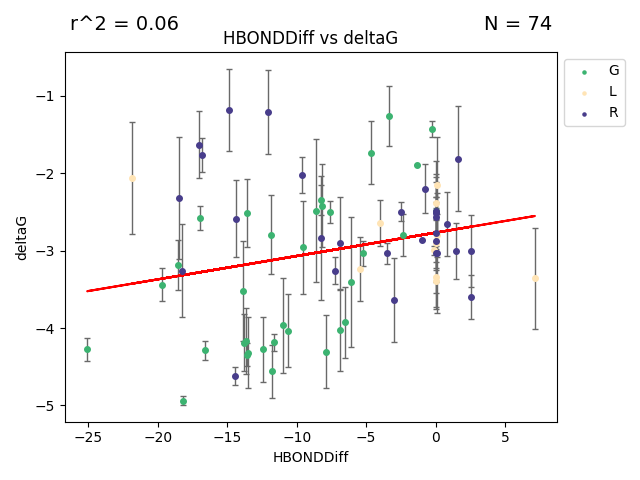 r^2 = 0.06
N = 74
HBONDDiff vs deltaG
G
L
R
deltaG
−1
−2
−3
−4
−5
−25
−20
−15
−10
−5
0
5
HBONDDiff